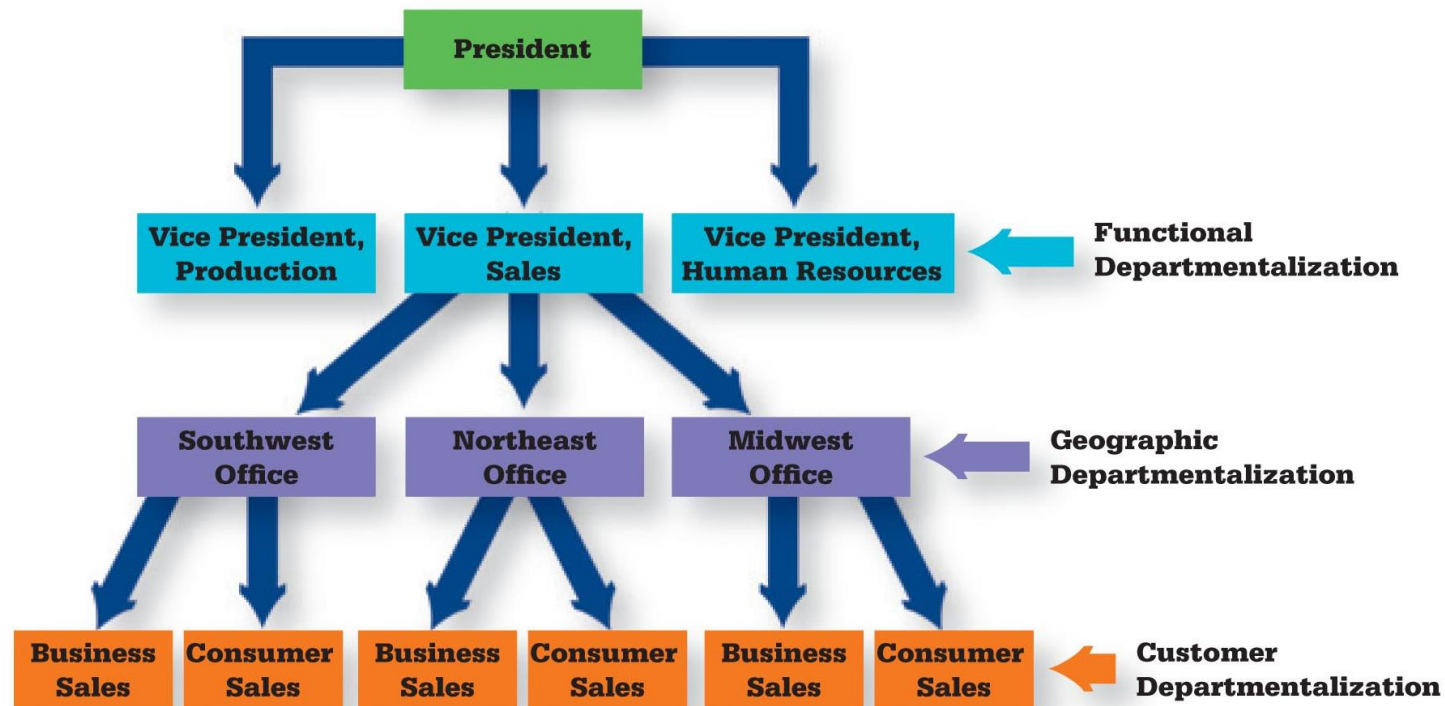 President
Vice President,
Production
Vice President,
Sales
Vice President,
Human Resources
Functional
Departmentalization
Southwest
Office
Northeast
Office
Midwest
Office
Geographic
Departmentalization
Business
Sales
Consumer
Sales
Business
Sales
Consumer
Sales
Business
Sales
Consumer
Sales
Customer
Departmentalization